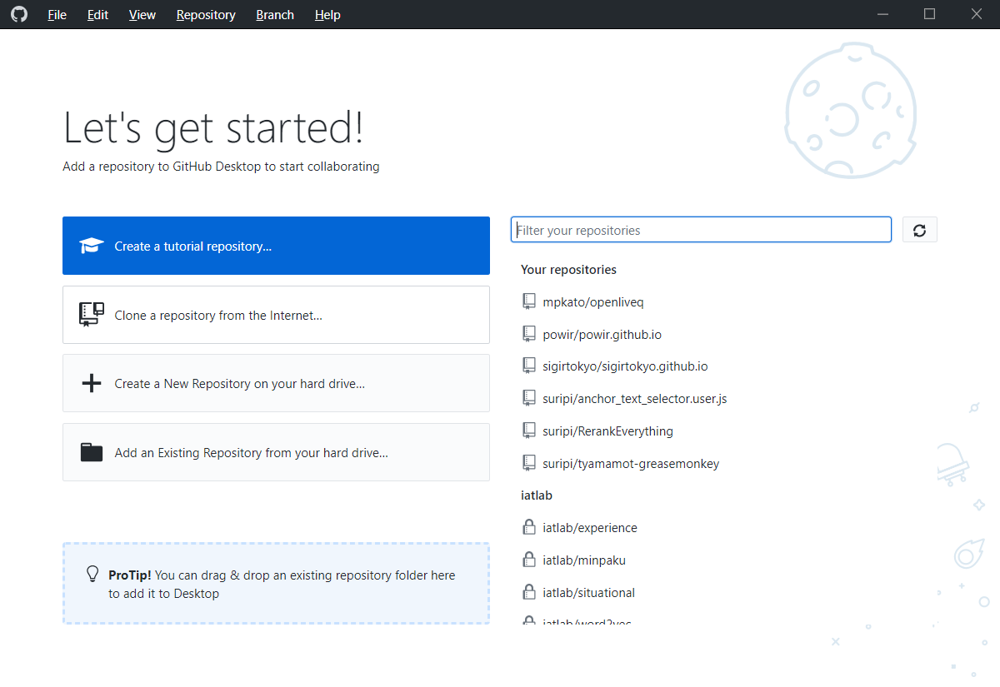 File Edit View Repository Branch Help
Let's get started!
Add a repository to GitHub Desktop to start collaborating
Create a tutorial repository...
Clone a repository from the Internet...
Create a New Repository on your hard drive...
Add an Existing Repository from your hard drive...
ProTip! You can drag & drop an existing repository folder here
to add it to Desktop
Filter your repositories
Your repositories
mpkato/openliveq
powir/powir.github.io
sigirtokyo/sigirtokyo.github.io
suripi/anchor_text_selector.user.js
suripi/RerankEverything
suripi/tyamamot-greasemonkey
iatlab
iatlab/experience
iatlab/minpaku
iatlab/situational
iatlab/word2vec